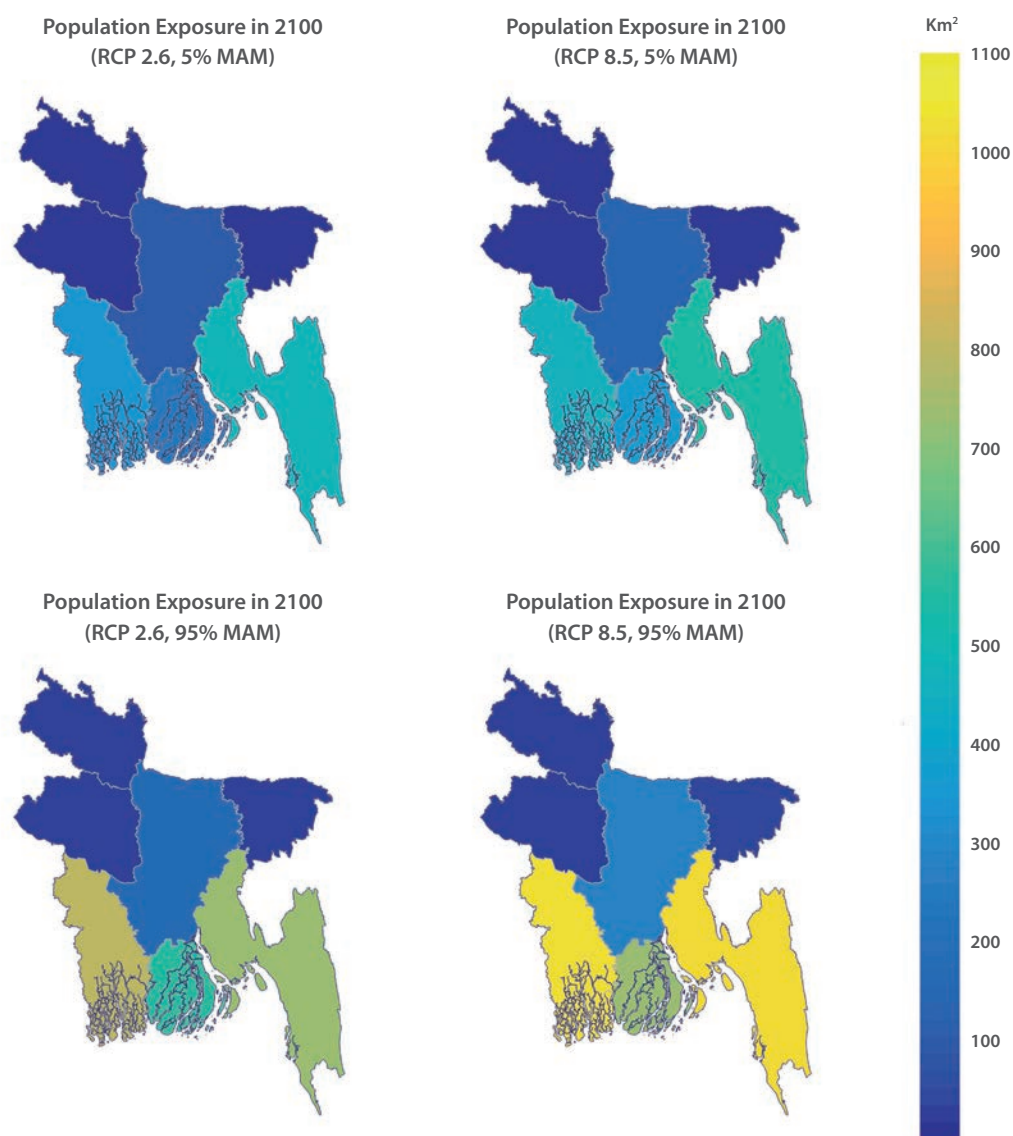 Population Exposure in 2100
(RCP 2.6, 5% MAM)
Population Exposure in 2100
(RCP 8.5, 5% MAM)
Km²
1100
1000
900
800
700
600
500
400
300
200
100
Population Exposure in 2100
(RCP 2.6, 95% MAM)
Population Exposure in 2100
(RCP 8.5, 95% MAM)